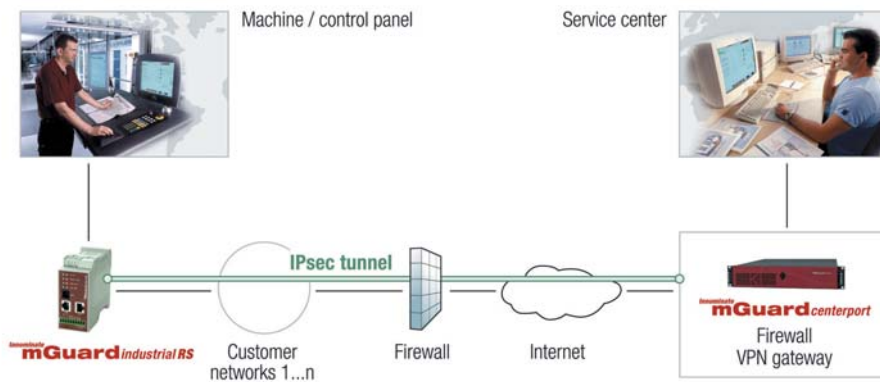 Machine / control panel
Service center
IPsec tunnel
Innominate
mGuard industrial RS
Customer
networks 1...n
Firewall
Internet
Innominate
mGuard centerport
Firewall
VPN gateway